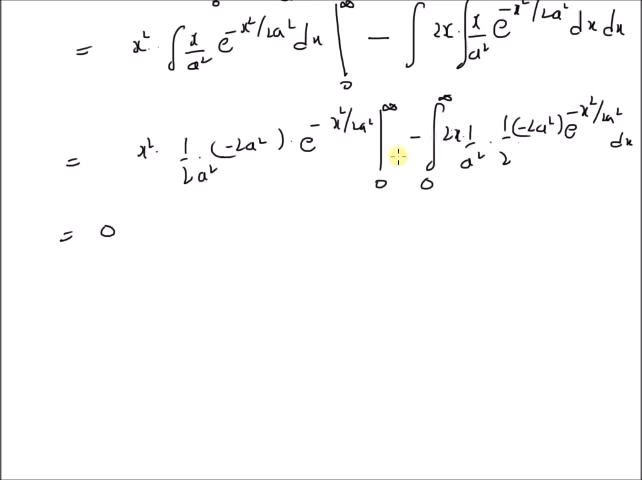 = x² · ∫ x/a² e^{-x²/2a²} dx |₀^∞ − ∫ 2x · ∫ x/a² e^{-x²/2a²} dx dx
= x² · 1/2a² · (-2a²) · e^{-x²/2a²} |₀^∞ − ∫₀^∞ 2x · 1/a² · 1/2 (-2a²) e^{-x²/2a²} dx
= 0